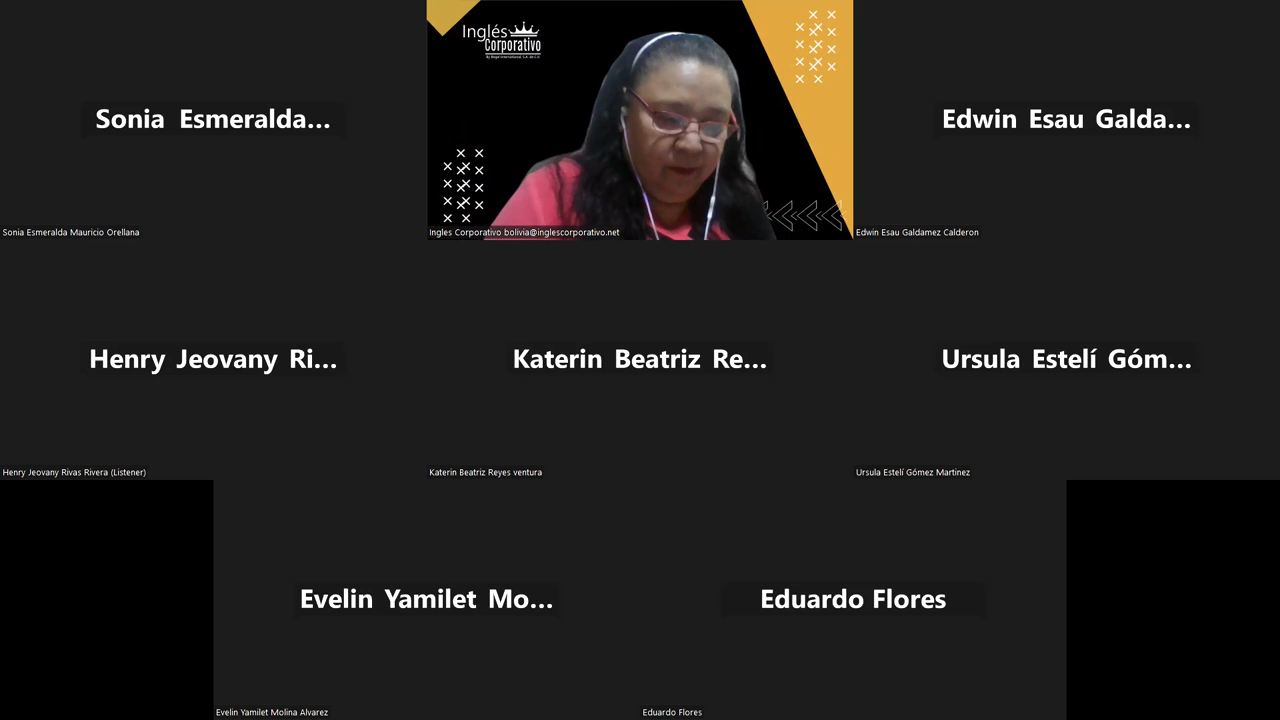 Sonia Esmeralda...
Sonia Esmeralda Mauricio Orellana
Inglés
Corporativo
Ingles Corporativo bolivia@inglescorporativo.net
Edwin Esau Galda...
Edwin Esau Galdamez Calderon
Henry Jeovany Ri...
Henry Jeovany Rivas Rivera (Listener)
Katerin Beatriz Re...
Katerin Beatriz Reyes ventura
Ursula Estelí Góm...
Ursula Estelí Gómez Martinez
Evelin Yamilet Mo...
Evelin Yamilet Molina Alvarez
Eduardo Flores
Eduardo Flores